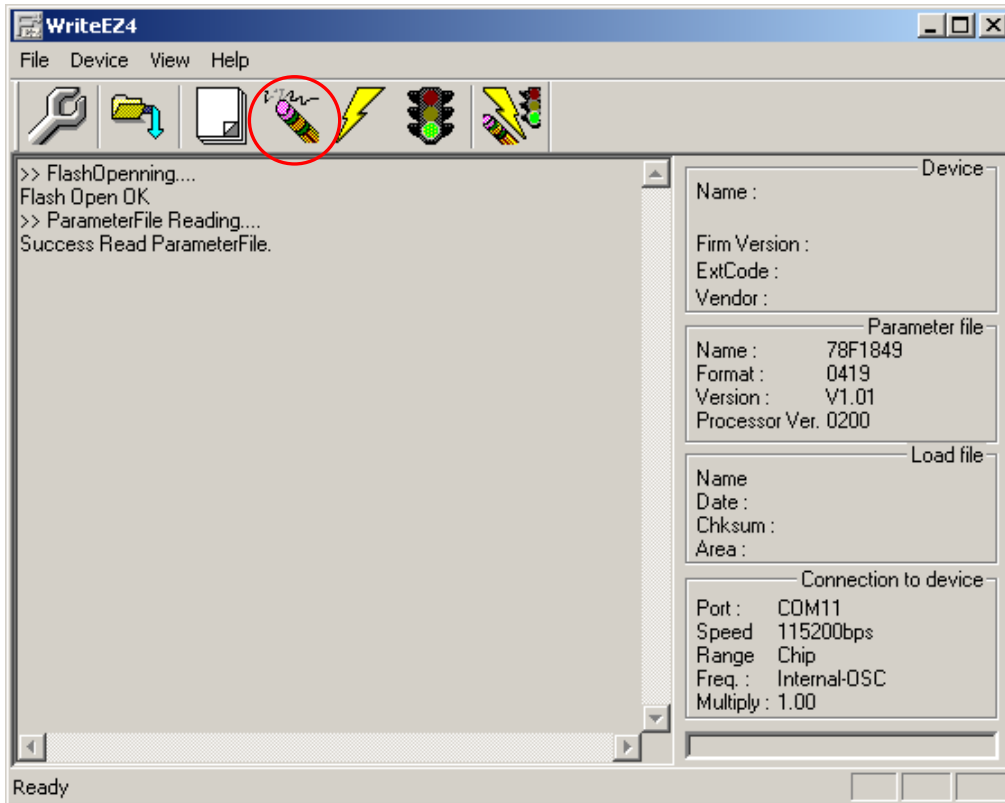 WriteEZ4
File Device View Help
>> FlashOpenning....
Flash Open OK
>> ParameterFile Reading....
Success Read ParameterFile.
Device
Name :
Firm Version :
ExtCode :
Vendor :
Parameter file
Name : 78F1849
Format : 0419
Version : V1.01
Processor Ver. 0200
Load file
Name
Date :
Chksum :
Area :
Connection to device
Port : COM11
Speed 115200bps
Range Chip
Freq. : Internal-OSC
Multiply : 1.00
Ready